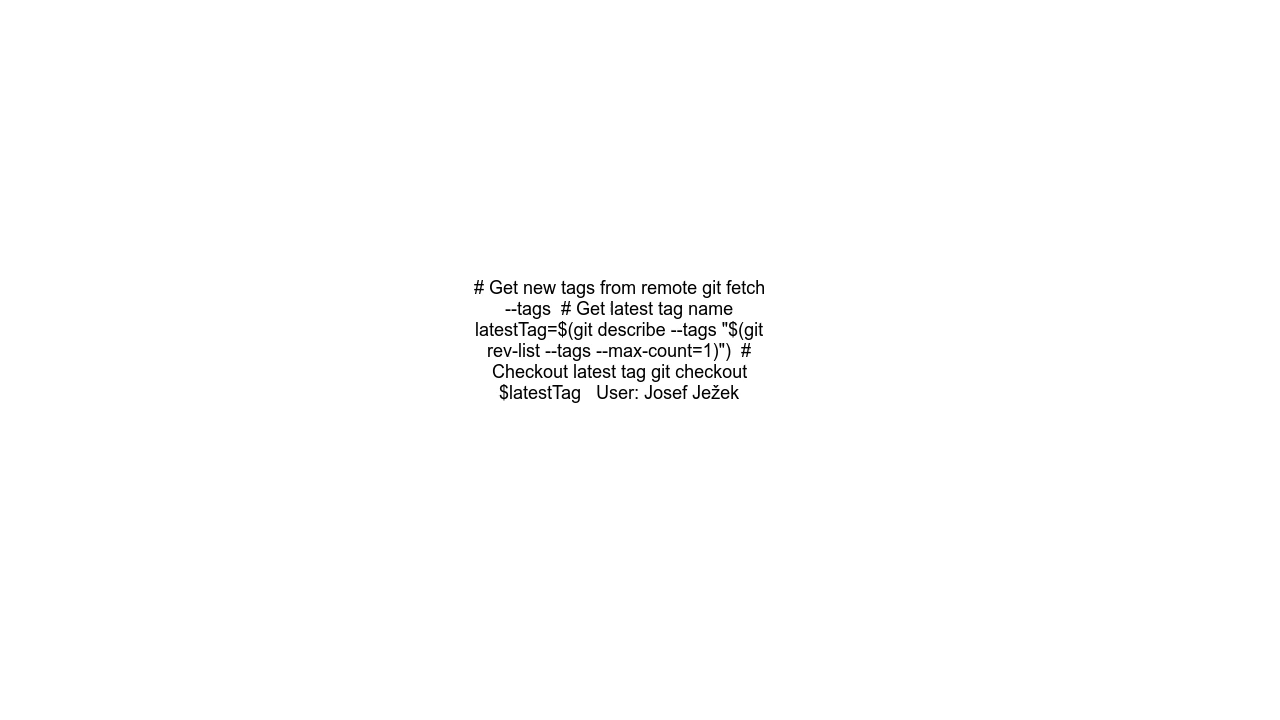 # Get new tags from remote git fetch
--tags  # Get latest tag name
latestTag=$(git describe --tags "$(git
rev-list --tags --max-count=1)")  #
Checkout latest tag git checkout
$latestTag   User: Josef Ježek